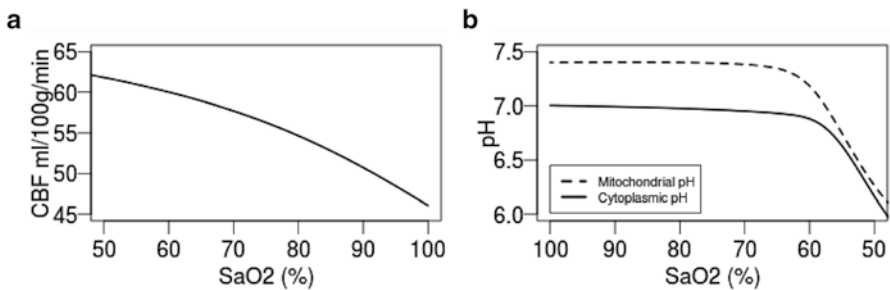 a
CBF ml/100g/min
65
60
55
50
45
50 60 70 80 90 100
SaO2 (%)
b
pH
7.5
7.0
6.5
6.0
Mitochondrial pH
Cytoplasmic pH
100 90 80 70 60 50
SaO2 (%)